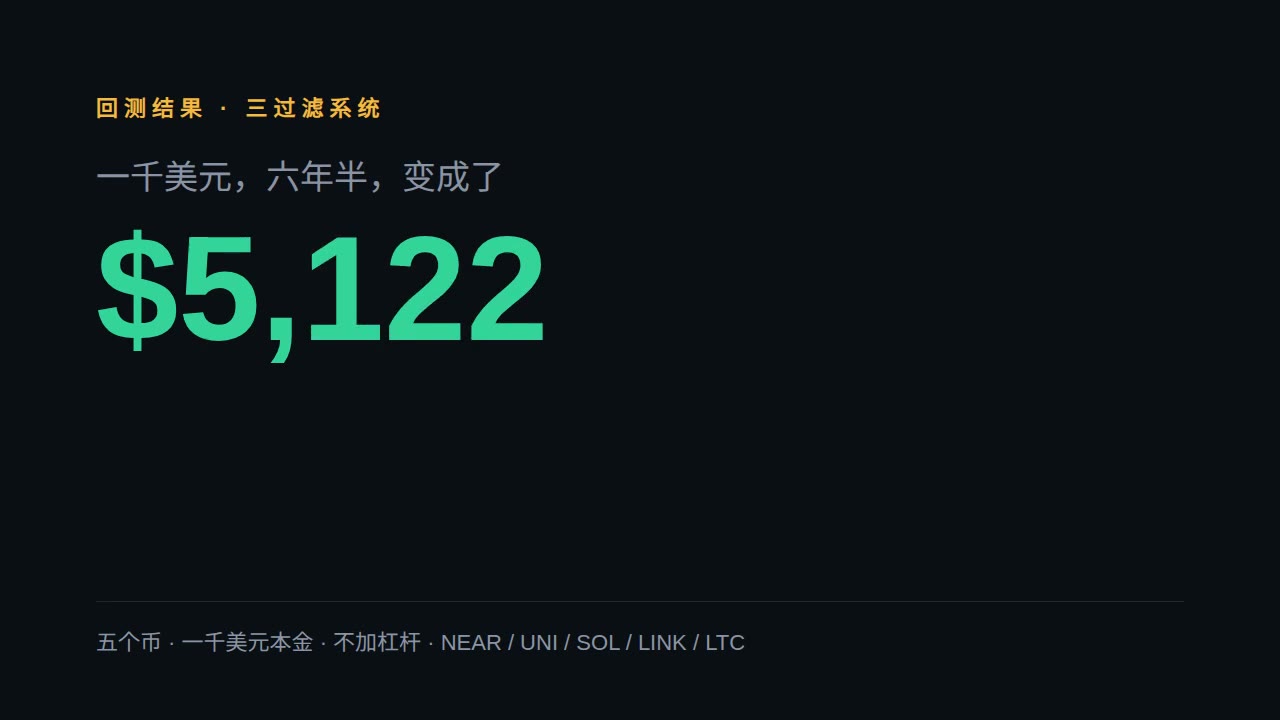 回测结果 · 三过滤系统
一千美元，六年半，变成了
$5,122
五个币 · 一千美元本金 · 不加杠杆 · NEAR / UNI / SOL / LINK / LTC